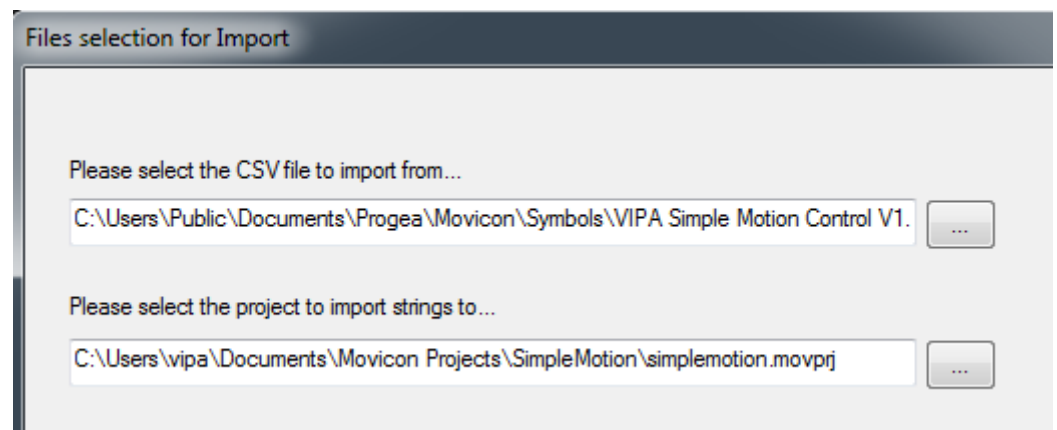 Files selection for Import
Please select the CSV file to import from...
C:\Users\Public\Documents\Progea\Movicon\Symbols\VIPA Simple Motion Control V1.
...
Please select the project to import strings to...
C:\Users\vipa\Documents\Movicon Projects\SimpleMotion\simplemotion.movprj
...